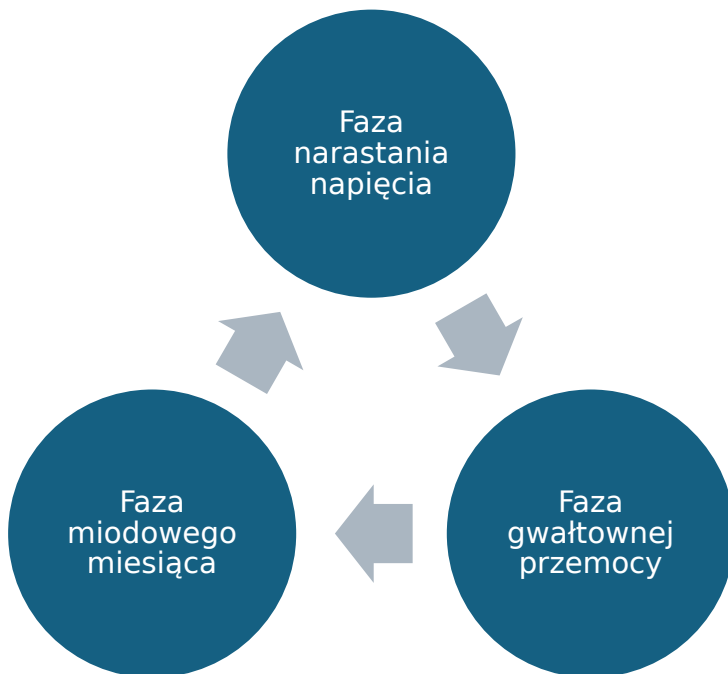 Faza
narastania
napięcia
Faza
gwałtownej
przemocy
Faza
miodowego
miesiąca